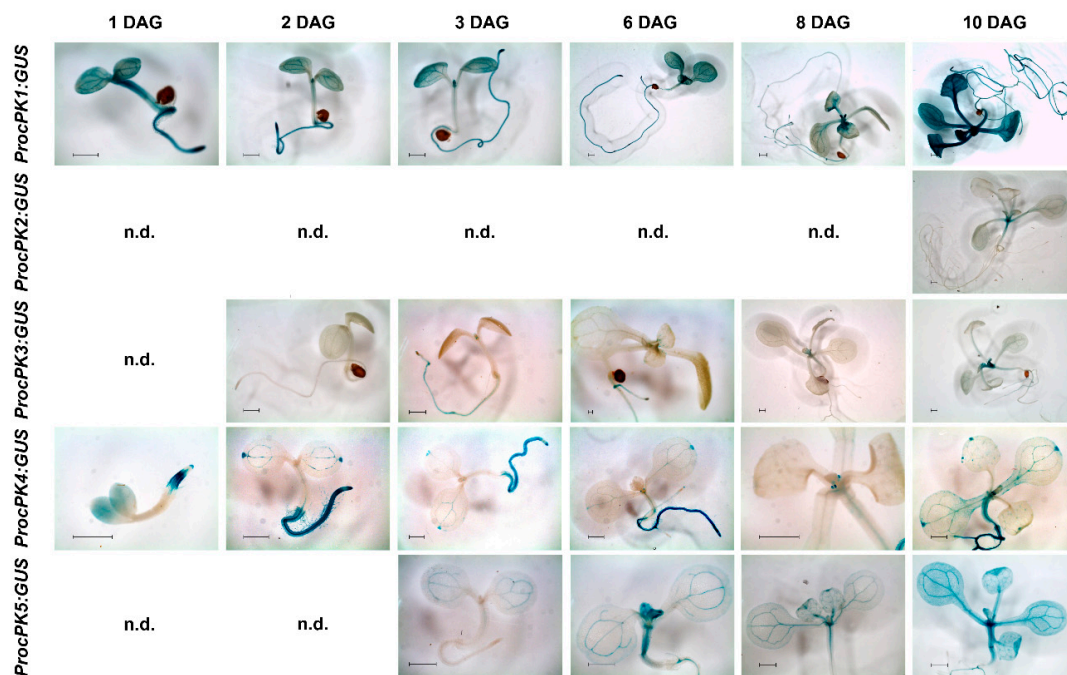 1 DAG 2 DAG 3 DAG 6 DAG 8 DAG 10 DAG
ProcPK1:GUS
ProcPK2:GUS
n.d. n.d. n.d. n.d. n.d.
ProcPK3:GUS
n.d.
ProcPK4:GUS
ProcPK5:GUS
n.d. n.d.